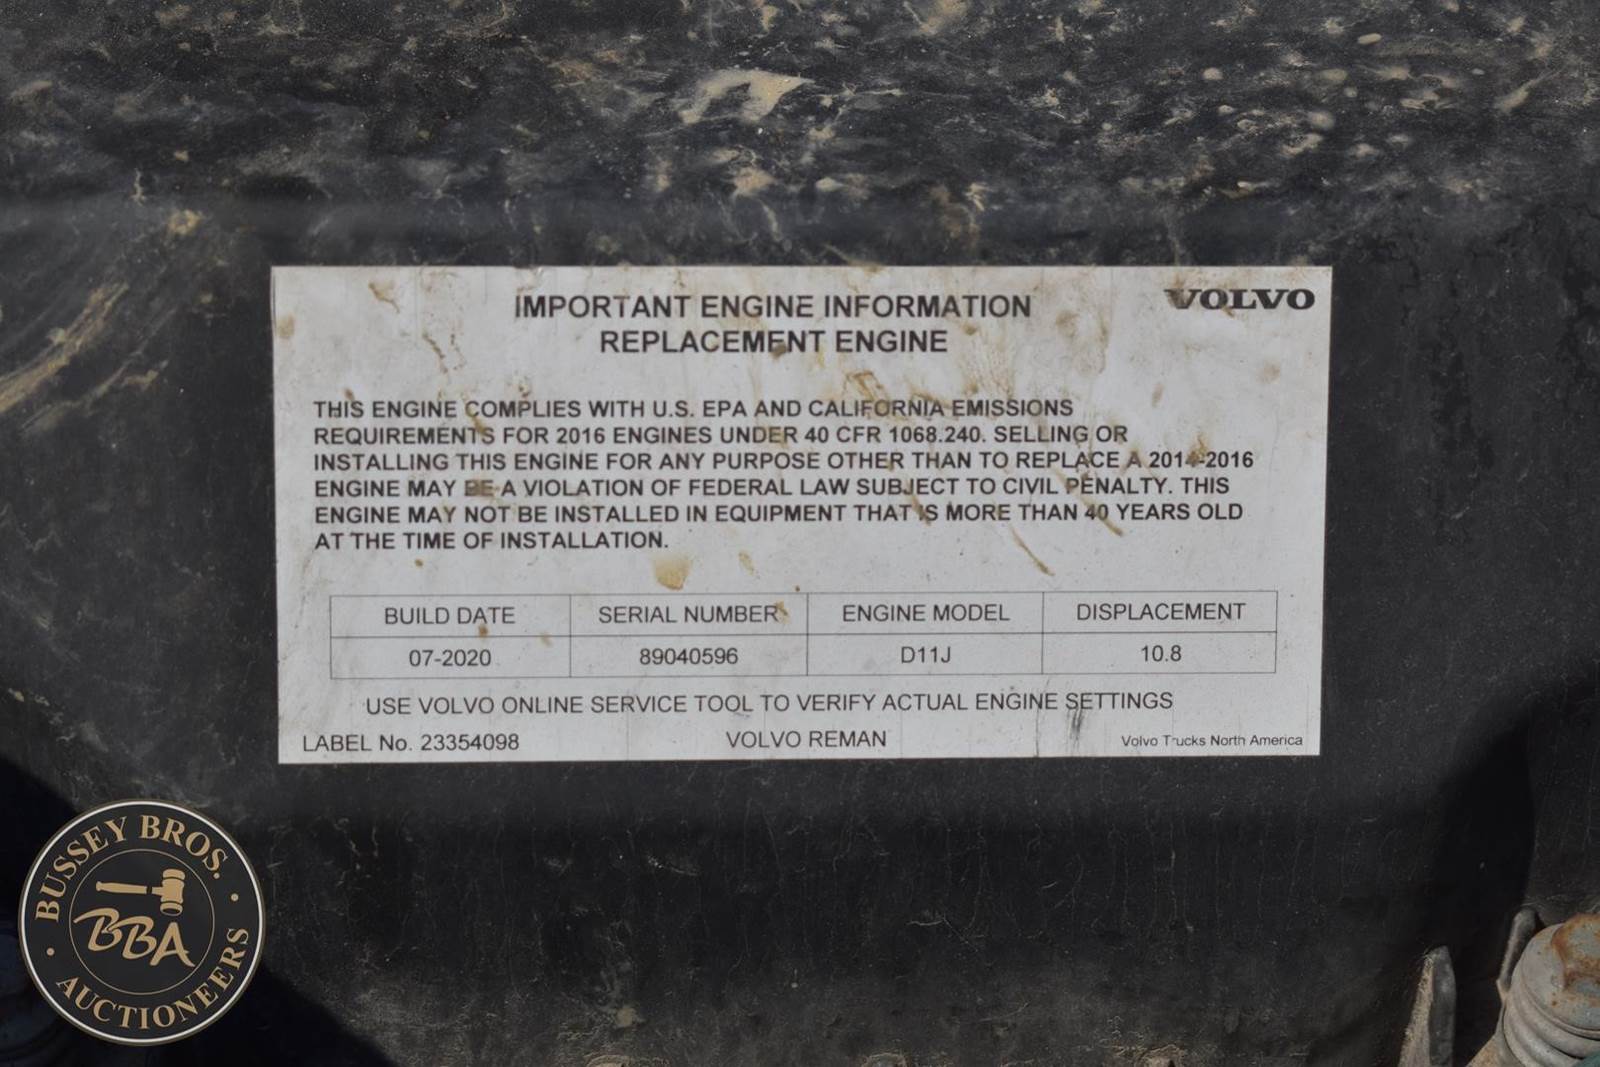 IMPORTANT ENGINE INFORMATION
REPLACEMENT ENGINE
VOLVO
THIS ENGINE COMPLIES WITH U.S. EPA AND CALIFORNIA EMISSIONS
REQUIREMENTS FOR 2016 ENGINES UNDER 40 CFR 1068.240. SELLING OR
INSTALLING THIS ENGINE FOR ANY PURPOSE OTHER THAN TO REPLACE A 2014-2016
ENGINE MAY BE A VIOLATION OF FEDERAL LAW SUBJECT TO CIVIL PENALTY. THIS
ENGINE MAY NOT BE INSTALLED IN EQUIPMENT THAT IS MORE THAN 40 YEARS OLD
AT THE TIME OF INSTALLATION.
BUILD DATE SERIAL NUMBER ENGINE MODEL DISPLACEMENT
07-2020 89040596 D11J 10.8
USE VOLVO ONLINE SERVICE TOOL TO VERIFY ACTUAL ENGINE SETTINGS
LABEL No. 23354098 VOLVO REMAN Volvo Trucks North America
BUSSEY BROS.
BBA
AUCTIONEERS